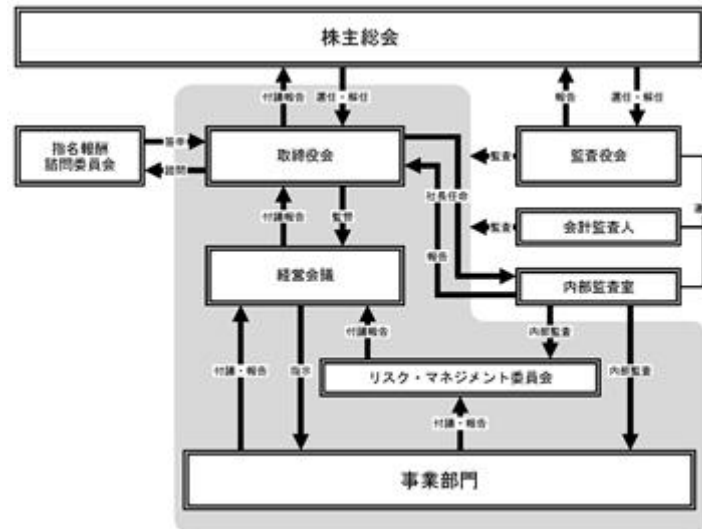 株主総会
付議報告
選任・解任
報告
選任・解任
指名報酬
諮問委員会
答申
諮問
取締役会
監査
監査役会
付議報告
監督
社長任命
報告
監査
会計監査人
経営会議
内部監査室
付議・報告
指示
付議報告
内部監査
内部監査
リスク・マネジメント委員会
付議・報告
事業部門